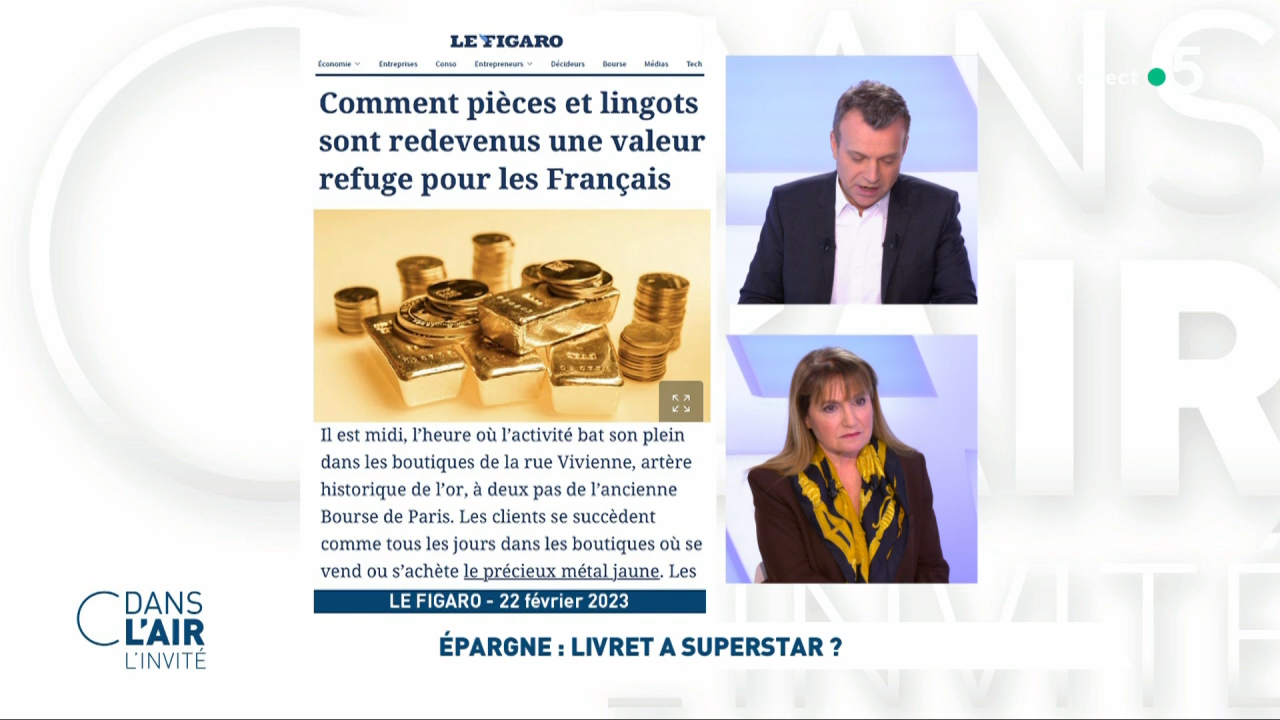 LE FIGARO
Économie Entreprises Conso Entrepreneurs Décideurs Bourse Médias Tech
Comment pièces et lingots
sont redevenus une valeur
refuge pour les Français
Il est midi, l'heure où l'activité bat son plein
dans les boutiques de la rue Vivienne, artère
historique de l'or, à deux pas de l'ancienne
Bourse de Paris. Les clients se succèdent
comme tous les jours dans les boutiques où se
vend ou s'achète le précieux métal jaune. Les
LE FIGARO - 22 février 2023
direct 5
C DANS
L'AIR
L'INVITÉ
ÉPARGNE : LIVRET A SUPERSTAR ?
DANS
AIR
L'INVITÉ